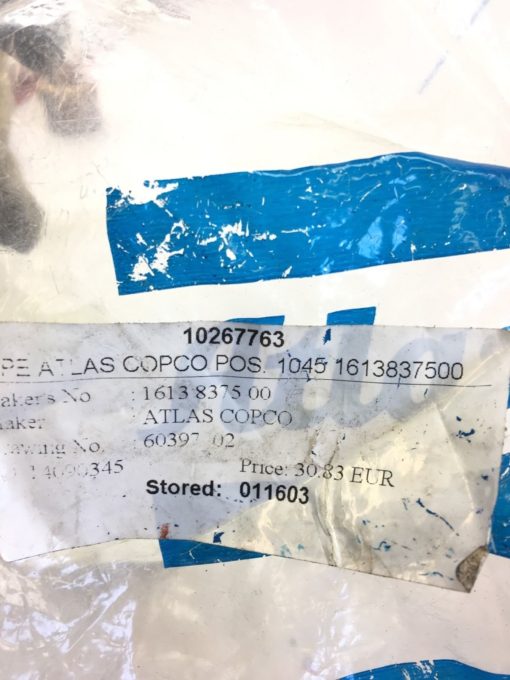 10267763
PE ATLAS COPCO POS. 1045 1613837500
aker's No : 1613 8375 00
aker : ATLAS COPCO
awing No. 60397 02
14090345 Price: 30.83 EUR
Stored: 011603